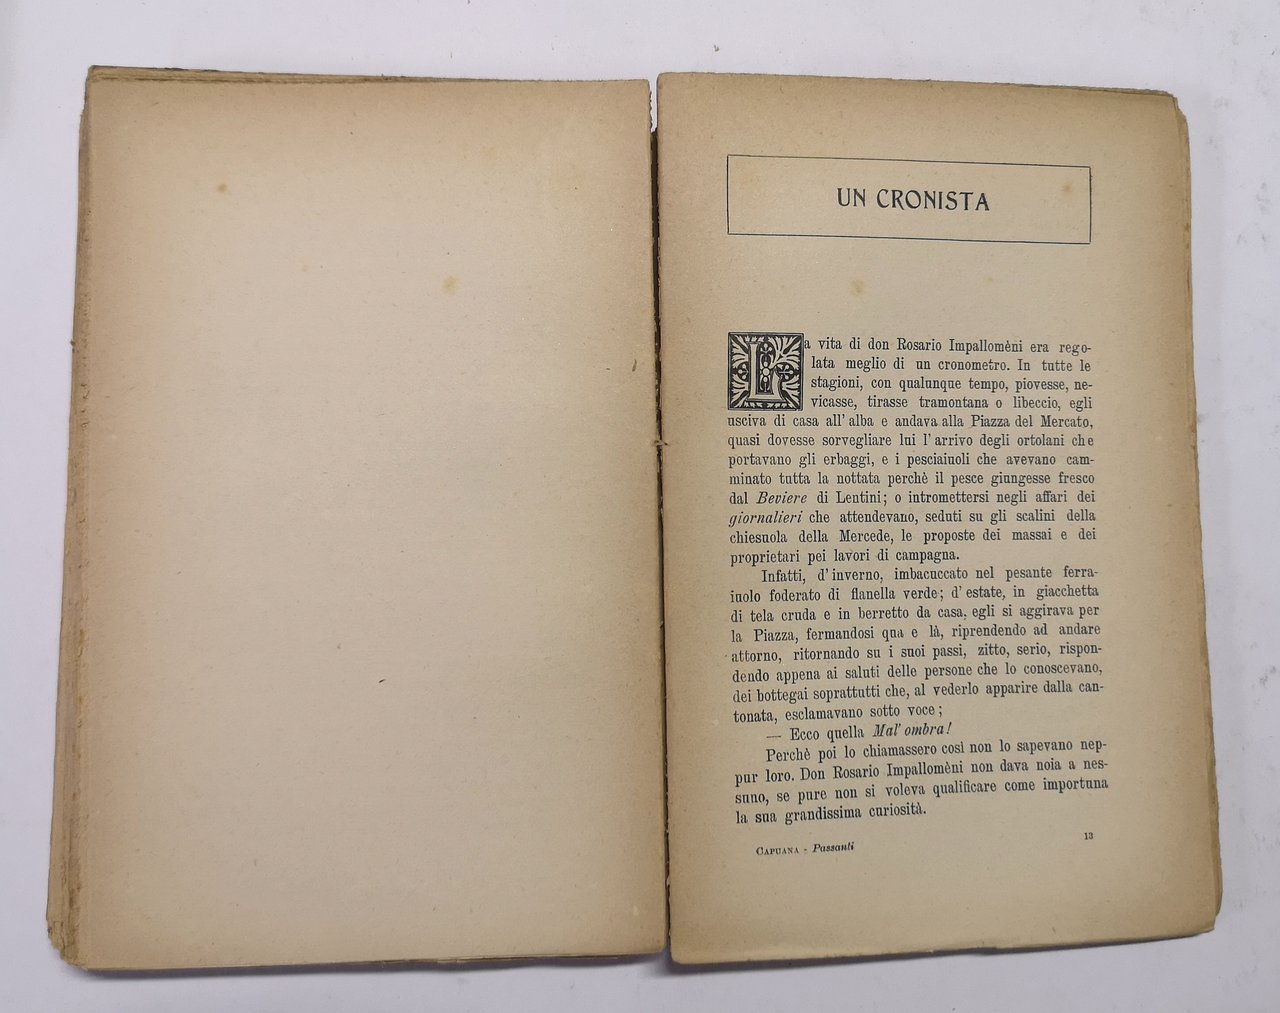 UN CRONISTA
La vita di don Rosario Impallomèni era rego-
lata meglio di un cronometro. In tutte le
stagioni, con qualunque tempo, piovesse, ne-
vicasse, tirasse tramontana o libeccio, egli
usciva di casa all' alba e andava alla Piazza del Mercato,
quasi dovesse sorvegliare lui l' arrivo degli ortolani che
portavano gli erbaggi, e i pesciaiuoli che avevano cam-
minato tutta la nottata perchè il pesce giungesse fresco
dal Beviere di Lentini; o intromettersi negli affari dei
giornalieri che attendevano, seduti su gli scalini della
chiesuola della Mercede, le proposte dei massai e dei
proprietari pei lavori di campagna.
Infatti, d' inverno, imbacuccato nel pesante ferra-
iuolo foderato di flanella verde; d' estate, in giacchetta
di tela cruda e in berretto da casa, egli si aggirava per
la Piazza, fermandosi qua e là, riprendendo ad andare
attorno, ritornando su i suoi passi, zitto, serio, rispon-
dendo appena ai saluti delle persone che lo conoscevano,
dei bottegai soprattutti che, al vederlo apparire dalla can-
tonata, esclamavano sotto voce;
— Ecco quella Mal' ombra!
Perchè poi lo chiamassero così non lo sapevano nep-
pur loro. Don Rosario Impallomèni non dava noia a nes-
suno, se pure non si voleva qualificare come importuna
la sua grandissima curiosità.
CAPUANA - Passanti
13